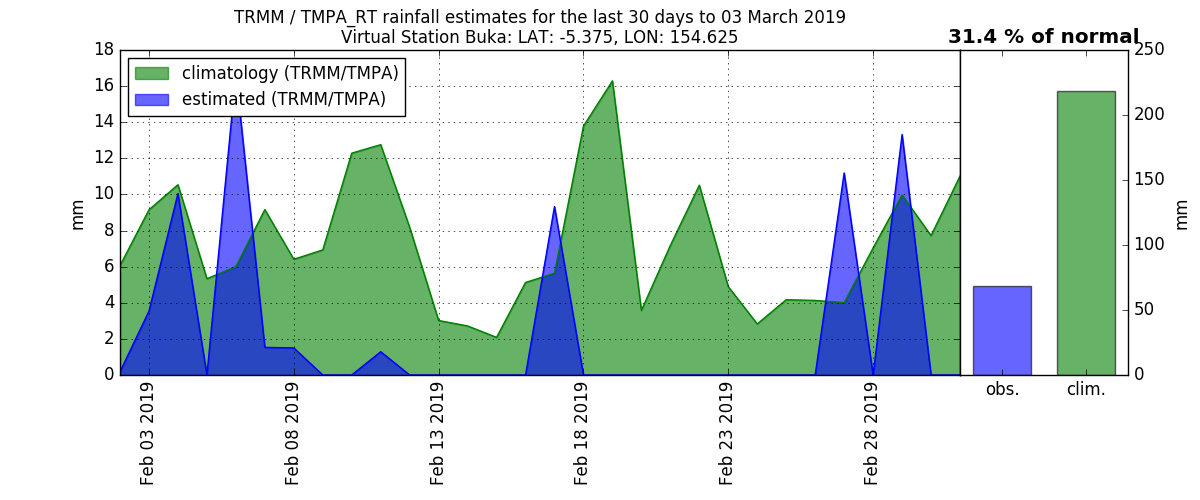 TRMM / TMPA_RT rainfall estimates for the last 30 days to 03 March 2019
Virtual Station Buka: LAT: -5.375, LON: 154.625
31.4 % of normal
climatology (TRMM/TMPA)
estimated (TRMM/TMPA)
18
16
14
12
10
8
6
4
2
0
mm
Feb 03 2019
Feb 08 2019
Feb 13 2019
Feb 18 2019
Feb 23 2019
Feb 28 2019
250
200
150
100
50
0
mm
obs.
clim.